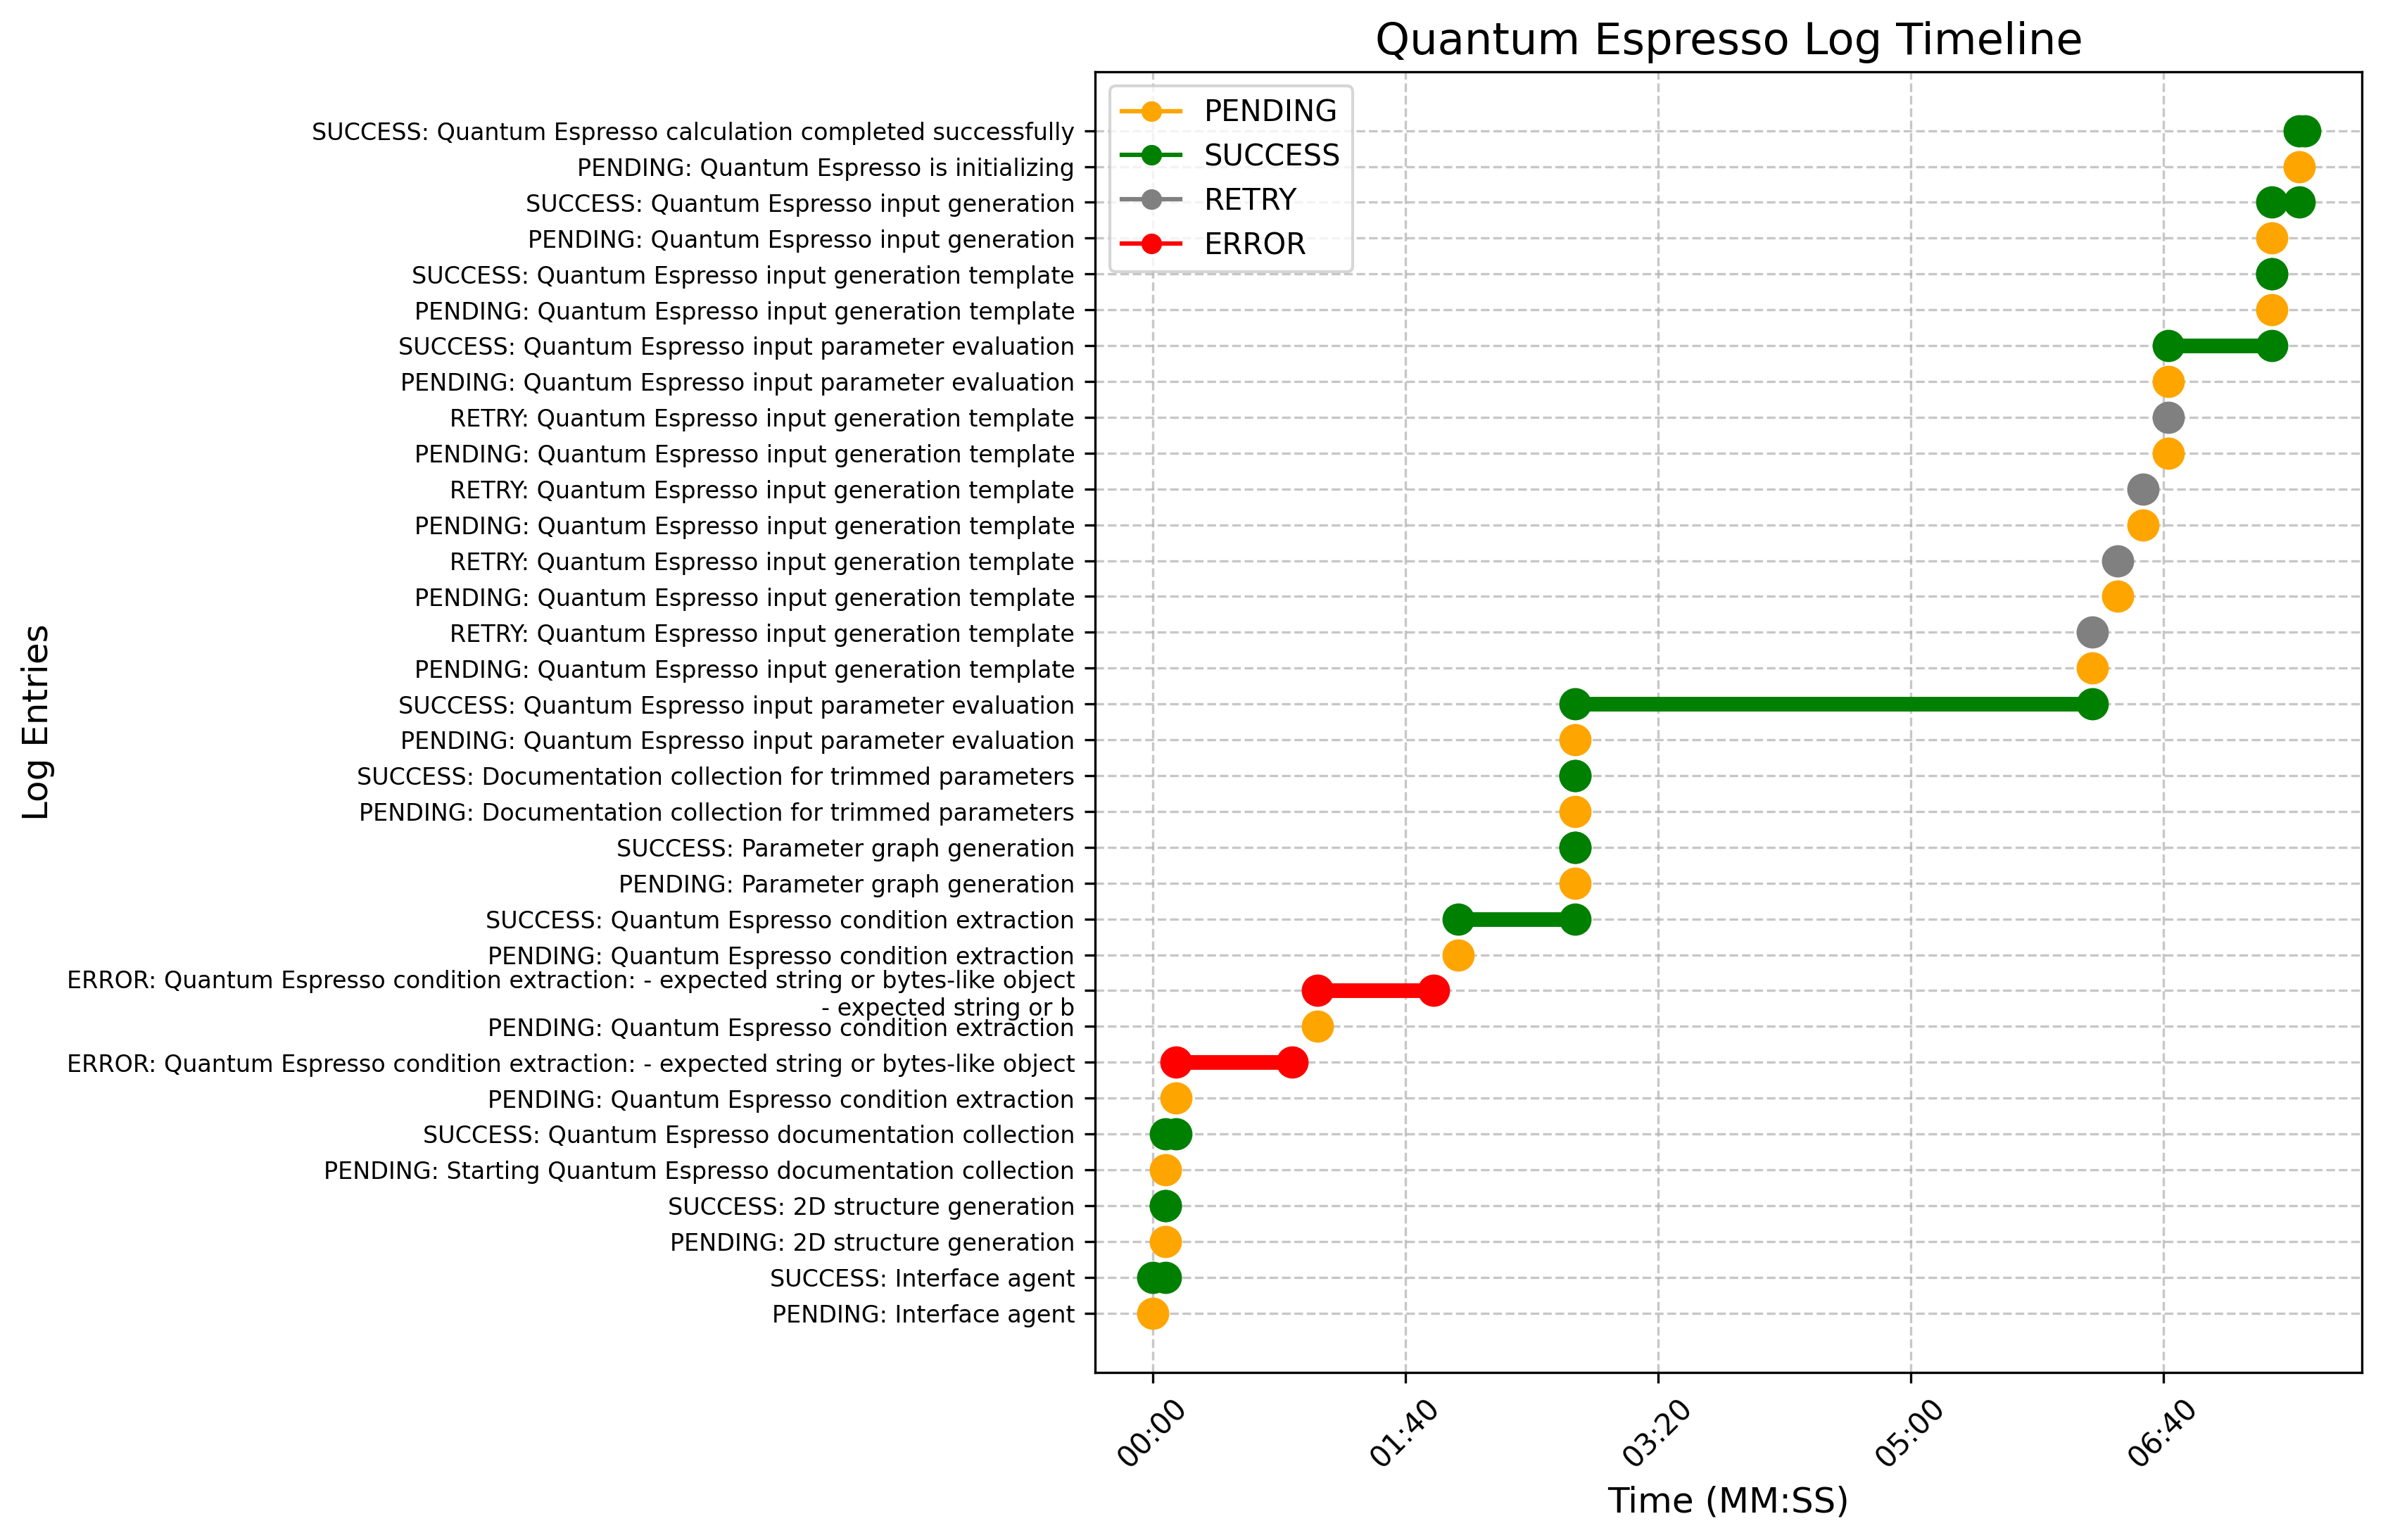 Quantum Espresso Log Timeline
PENDING
SUCCESS
RETRY
ERROR
Log Entries
SUCCESS: Quantum Espresso calculation completed successfully
PENDING: Quantum Espresso is initializing
SUCCESS: Quantum Espresso input generation
PENDING: Quantum Espresso input generation
SUCCESS: Quantum Espresso input generation template
PENDING: Quantum Espresso input generation template
SUCCESS: Quantum Espresso input parameter evaluation
PENDING: Quantum Espresso input parameter evaluation
RETRY: Quantum Espresso input generation template
PENDING: Quantum Espresso input generation template
RETRY: Quantum Espresso input generation template
PENDING: Quantum Espresso input generation template
RETRY: Quantum Espresso input generation template
PENDING: Quantum Espresso input generation template
RETRY: Quantum Espresso input generation template
PENDING: Quantum Espresso input generation template
SUCCESS: Quantum Espresso input parameter evaluation
PENDING: Quantum Espresso input parameter evaluation
SUCCESS: Documentation collection for trimmed parameters
PENDING: Documentation collection for trimmed parameters
SUCCESS: Parameter graph generation
PENDING: Parameter graph generation
SUCCESS: Quantum Espresso condition extraction
PENDING: Quantum Espresso condition extraction
ERROR: Quantum Espresso condition extraction: - expected string or bytes-like object
- expected string or b
PENDING: Quantum Espresso condition extraction
ERROR: Quantum Espresso condition extraction: - expected string or bytes-like object
PENDING: Quantum Espresso condition extraction
SUCCESS: Quantum Espresso documentation collection
PENDING: Starting Quantum Espresso documentation collection
SUCCESS: 2D structure generation
PENDING: 2D structure generation
SUCCESS: Interface agent
PENDING: Interface agent
00:00
01:40
03:20
05:00
06:40
Time (MM:SS)